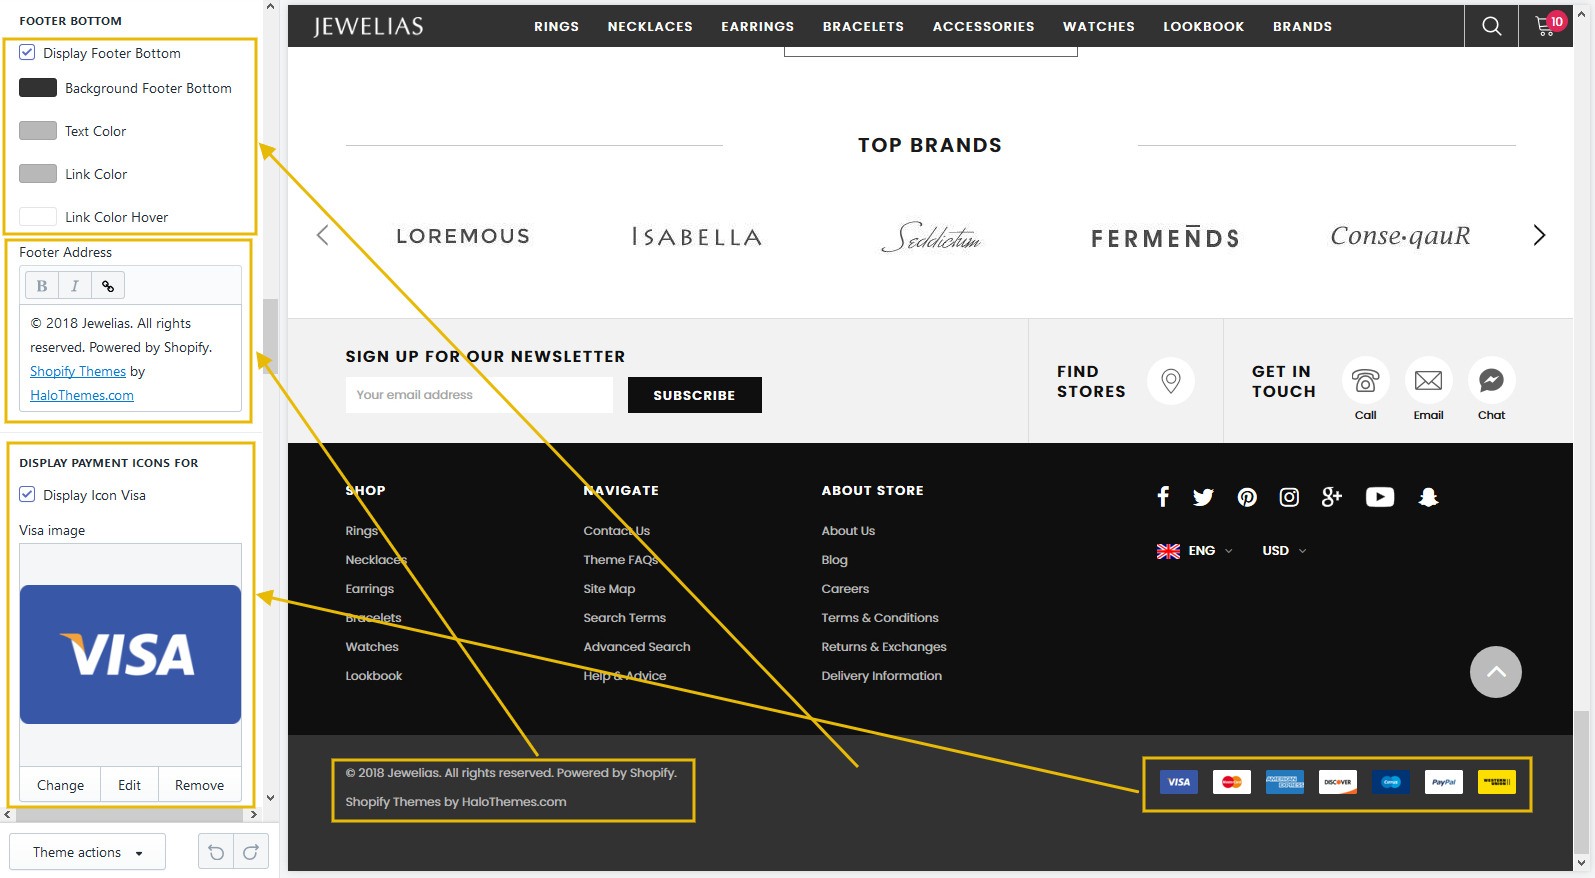 FOOTER BOTTOM
Display Footer Bottom
Background Footer Bottom
Text Color
Link Color
Link Color Hover
Footer Address
B I
© 2018 Jewelias. All rights
reserved. Powered by Shopify.
Shopify Themes by
HaloThemes.com
DISPLAY PAYMENT ICONS FOR
Display Icon Visa
Visa image
VISA
Change Edit Remove
Theme actions
JEWELIAS RINGS NECKLACES EARRINGS BRACELETS ACCESSORIES WATCHES LOOKBOOK BRANDS 10
TOP BRANDS
LOREMOUS ISABELLA Seddictum FERMEÑDS Conse·qauR
SIGN UP FOR OUR NEWSLETTER
Your email address SUBSCRIBE
FIND
STORES
GET IN
TOUCH
Call Email Chat
SHOP
Rings
Necklaces
Earrings
Bracelets
Watches
Lookbook
NAVIGATE
Contact Us
Theme FAQs
Site Map
Search Terms
Advanced Search
Help & Advice
ABOUT STORE
About Us
Blog
Careers
Terms & Conditions
Returns & Exchanges
Delivery Information
ENG USD
© 2018 Jewelias. All rights reserved. Powered by Shopify.
Shopify Themes by HaloThemes.com
VISA MasterCard AMERICAN EXPRESS DISCOVER PayPal WESTERN UNION